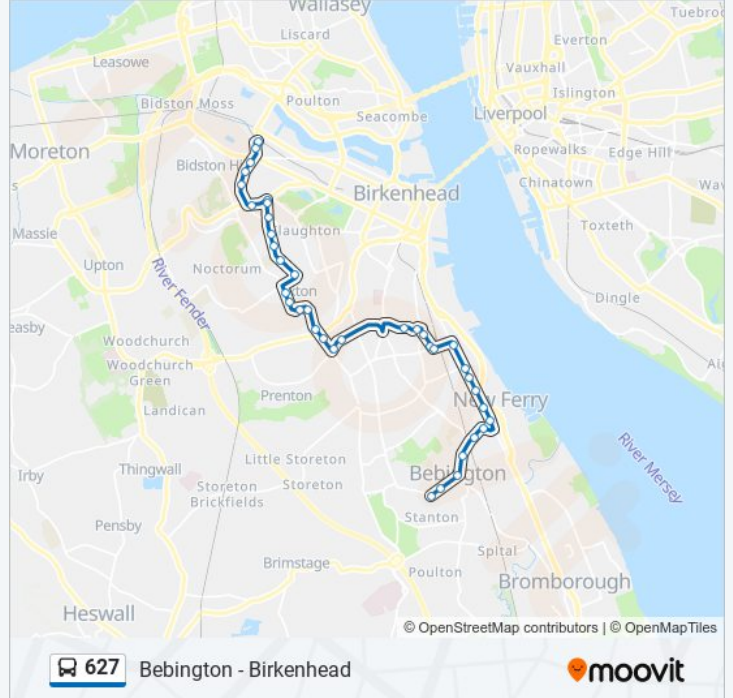 Wallasey
Liscard
Tuebroo
Everton
Leasowe
Vauxhall
Islington
Bidston Moss
Poulton
Seacombe
Liverpool
Moreton
Ropewalks
Edge Hill
Bidston H
Chinatown
Wav
Birkenhead
Massie
Claughton
Toxteth
Upton
Noctorum
ton
Dingle
River Fender
easby
Woodchurch
Woodchurch
Green
Prenton
New Ferry
Landican
River Mersey
Little Storeton
Bebington
Irby
Thingwall
Storeton
Brickfields
Storeton
Stanton
Pensby
Spital
Brimstage
Poulton
Bromborough
Heswall
© OpenStreetMap contributors | © OpenMapTiles
627 Bebington - Birkenhead
moovit